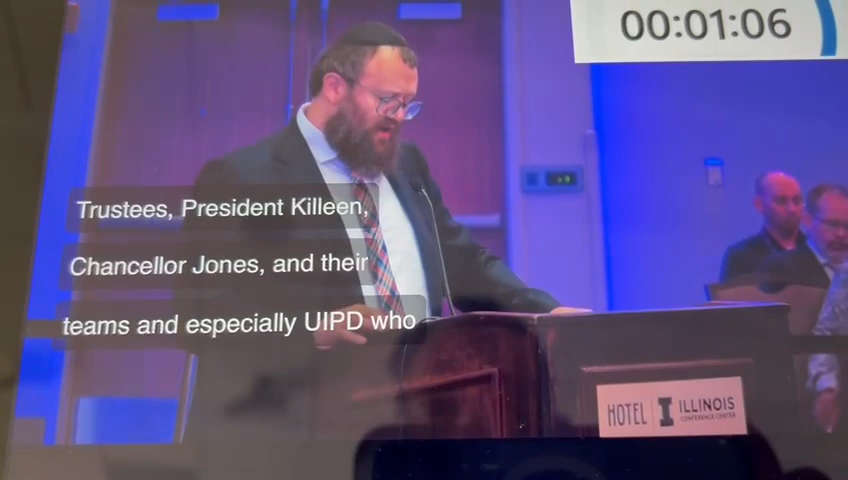 00:01:06
Trustees, President Killeen,
Chancellor Jones, and their
teams and especially UIPD who
HOTEL I ILLINOIS
CONFERENCE CENTER